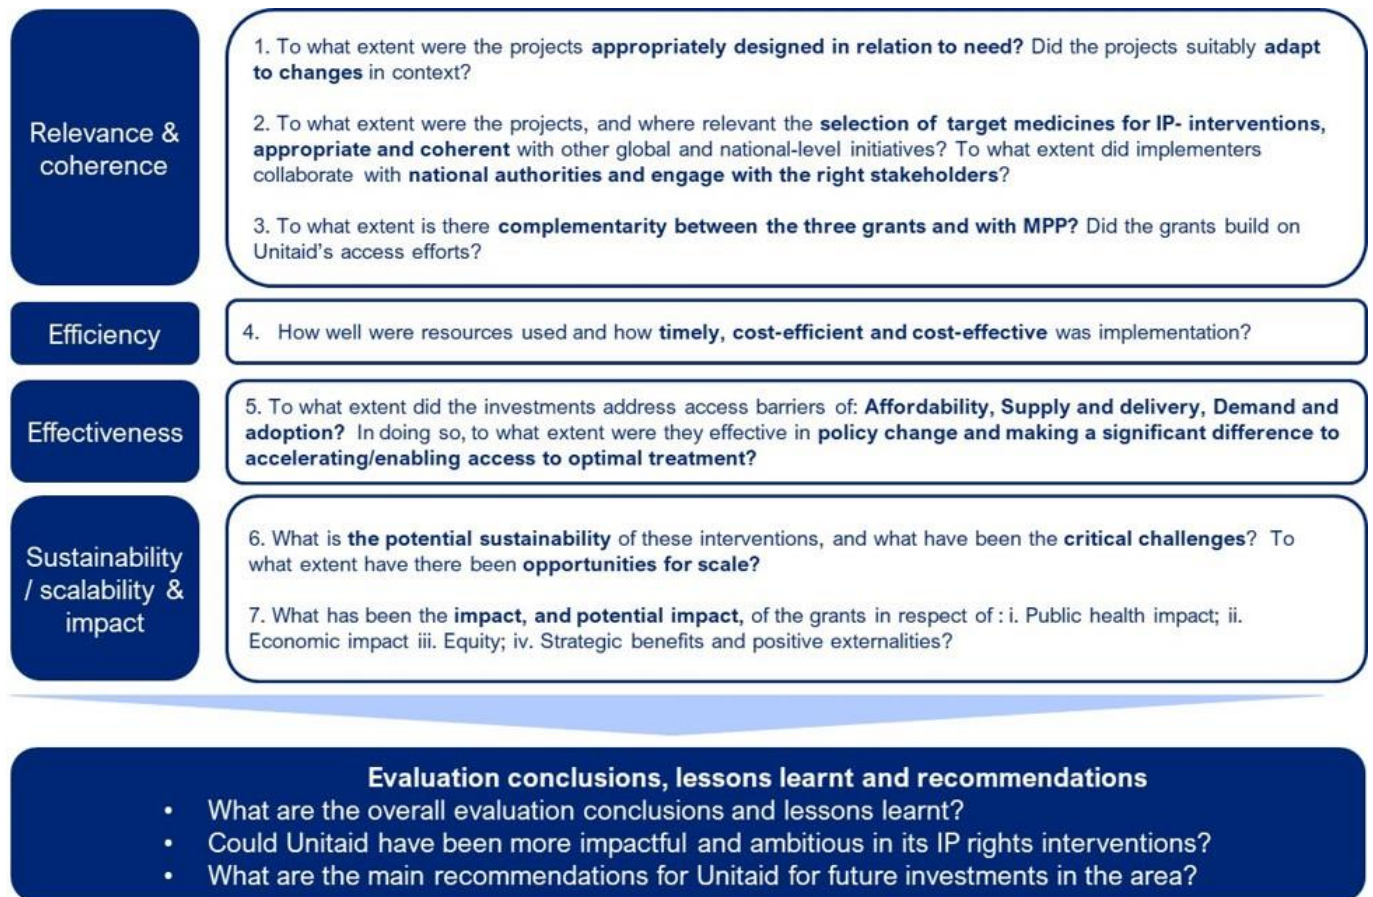 Relevance &
coherence
1. To what extent were the projects appropriately designed in relation to need? Did the projects suitably adapt
to changes in context?
2. To what extent were the projects, and where relevant the selection of target medicines for IP- interventions,
appropriate and coherent with other global and national-level initiatives? To what extent did implementers
collaborate with national authorities and engage with the right stakeholders?
3. To what extent is there complementarity between the three grants and with MPP? Did the grants build on
Unitaid's access efforts?
Efficiency
4. How well were resources used and how timely, cost-efficient and cost-effective was implementation?
Effectiveness
5. To what extent did the investments address access barriers of: Affordability, Supply and delivery, Demand and
adoption? In doing so, to what extent were they effective in policy change and making a significant difference to
accelerating/enabling access to optimal treatment?
Sustainability
/ scalability &
impact
6. What is the potential sustainability of these interventions, and what have been the critical challenges? To
what extent have there been opportunities for scale?
7. What has been the impact, and potential impact, of the grants in respect of : i. Public health impact; ii.
Economic impact iii. Equity; iv. Strategic benefits and positive externalities?
Evaluation conclusions, lessons learnt and recommendations
• What are the overall evaluation conclusions and lessons learnt?
• Could Unitaid have been more impactful and ambitious in its IP rights interventions?
• What are the main recommendations for Unitaid for future investments in the area?